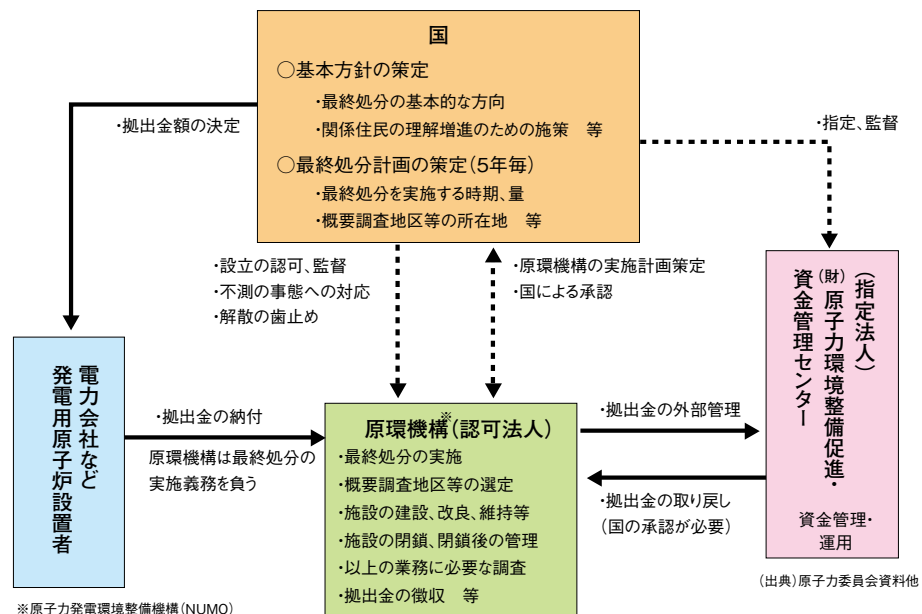 国
○基本方針の策定
・最終処分の基本的な方向
・関係住民の理解増進のための施策　等
○最終処分計画の策定(5年毎)
・最終処分を実施する時期、量
・概要調査地区等の所在地　等
・拠出金額の決定
・指定、監督
・設立の認可、監督
・不測の事態への対応
・解散の歯止め
・原環機構の実施計画策定
・国による承認
電力会社など
発電用原子炉設置者
・拠出金の納付
原環機構は最終処分の
実施義務を負う
原環機構※(認可法人)
・最終処分の実施
・概要調査地区等の選定
・施設の建設、改良、維持等
・施設の閉鎖、閉鎖後の管理
・以上の業務に必要な調査
・拠出金の徴収　等
・拠出金の外部管理
・拠出金の取り戻し
(国の承認が必要)
(指定法人)
(財)原子力環境整備促進・
資金管理センター
資金管理・
運用
(出典)原子力委員会資料他
※原子力発電環境整備機構(NUMO)